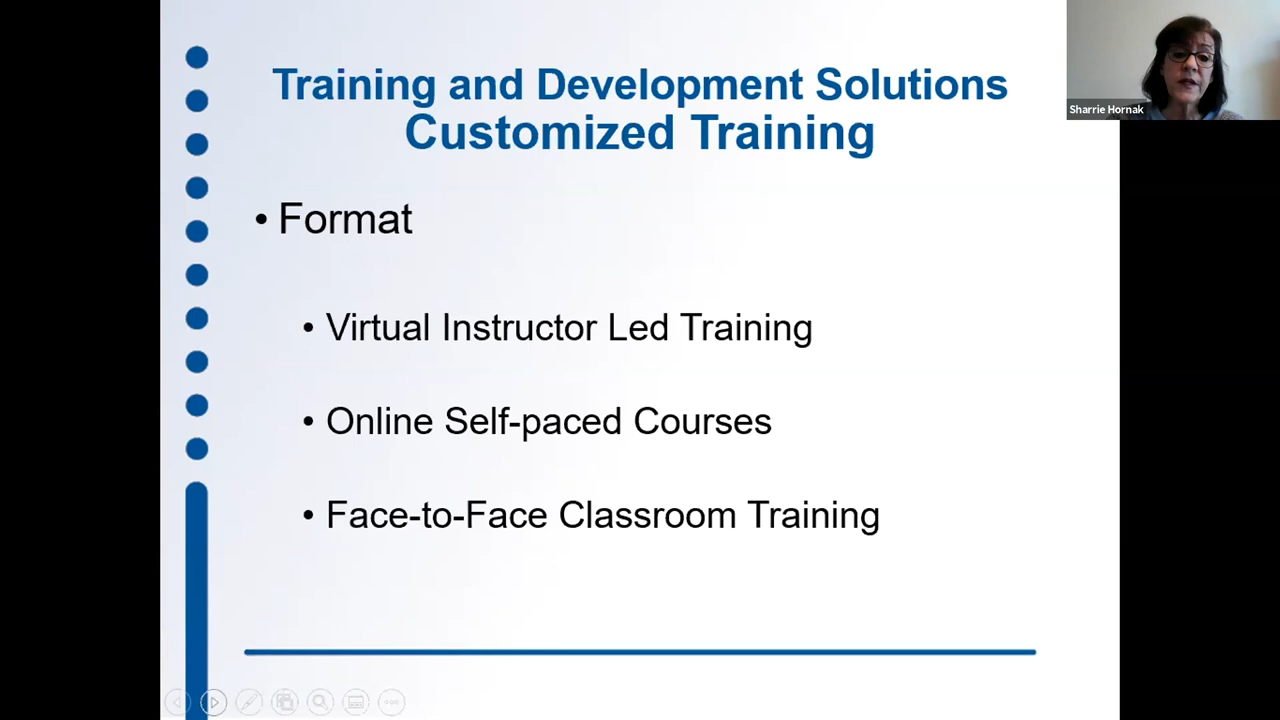 Training and Development Solutions
Customized Training
Sharrie Hornak
• Format
• Virtual Instructor Led Training
• Online Self-paced Courses
• Face-to-Face Classroom Training